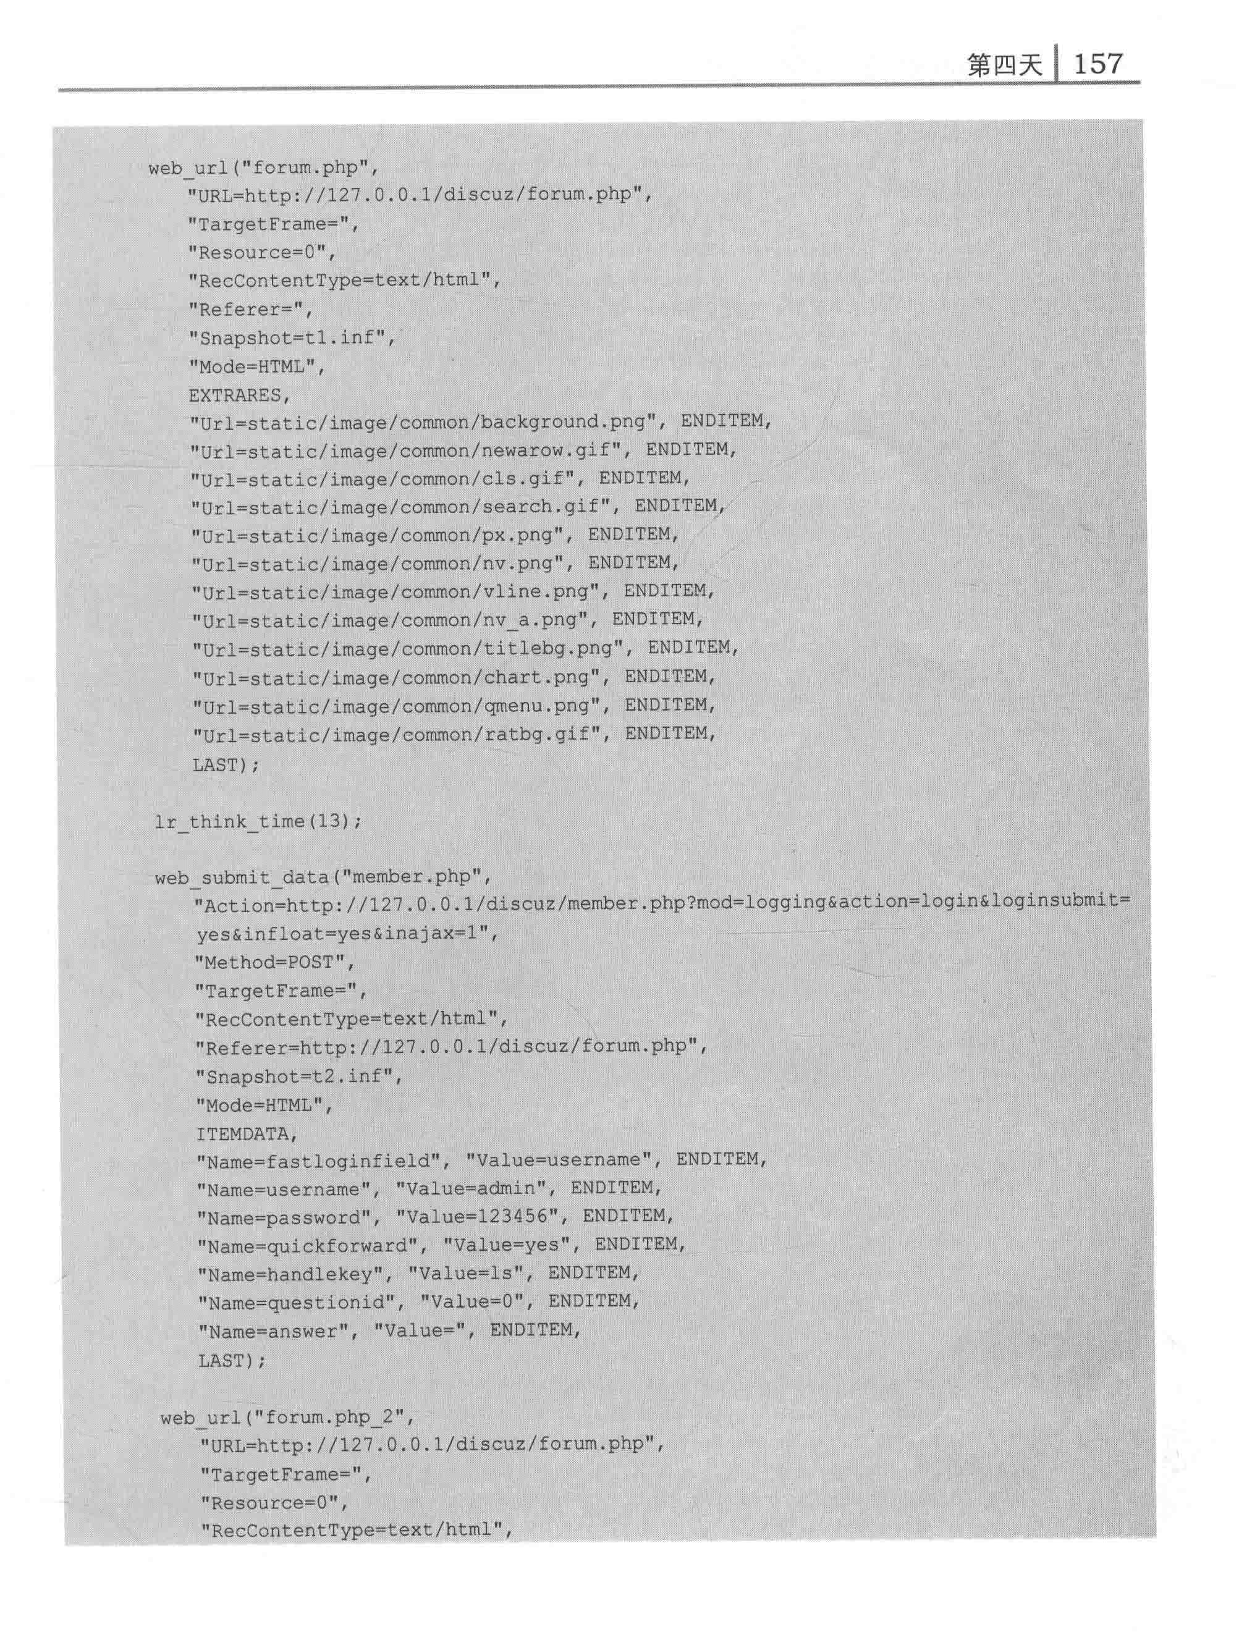 第四天 157
web_url("forum.php",
"URL=http://127.0.0.1/discuz/forum.php",
"TargetFrame=",
"Resource=0",
"RecContentType=text/html",
"Referer=",
"Snapshot=t1.inf",
"Mode=HTML",
EXTRARES,
"Url=static/image/common/background.png", ENDITEM,
"Url=static/image/common/newarow.gif", ENDITEM,
"Url=static/image/common/cls.gif", ENDITEM,
"Url=static/image/common/search.gif", ENDITEM,
"Url=static/image/common/px.png", ENDITEM,
"Url=static/image/common/nv.png", ENDITEM,
"Url=static/image/common/vline.png", ENDITEM,
"Url=static/image/common/nv_a.png", ENDITEM,
"Url=static/image/common/titlebg.png", ENDITEM,
"Url=static/image/common/chart.png", ENDITEM,
"Url=static/image/common/qmenu.png", ENDITEM,
"Url=static/image/common/ratbg.gif", ENDITEM,
LAST);
lr_think_time(13);
web_submit_data("member.php",
"Action=http://127.0.0.1/discuz/member.php?mod=logging&action=login&loginsubmit=
yes&infloat=yes&inajax=1",
"Method=POST",
"TargetFrame=",
"RecContentType=text/html",
"Referer=http://127.0.0.1/discuz/forum.php",
"Snapshot=t2.inf",
"Mode=HTML",
ITEMDATA,
"Name=fastloginfield", "Value=username", ENDITEM,
"Name=username", "Value=admin", ENDITEM,
"Name=password", "Value=123456", ENDITEM,
"Name=quickforward", "Value=yes", ENDITEM,
"Name=handlekey", "Value=ls", ENDITEM,
"Name=questionid", "Value=0", ENDITEM,
"Name=answer", "Value=", ENDITEM,
LAST);
web_url("forum.php_2",
"URL=http://127.0.0.1/discuz/forum.php",
"TargetFrame=",
"Resource=0",
"RecContentType=text/html",